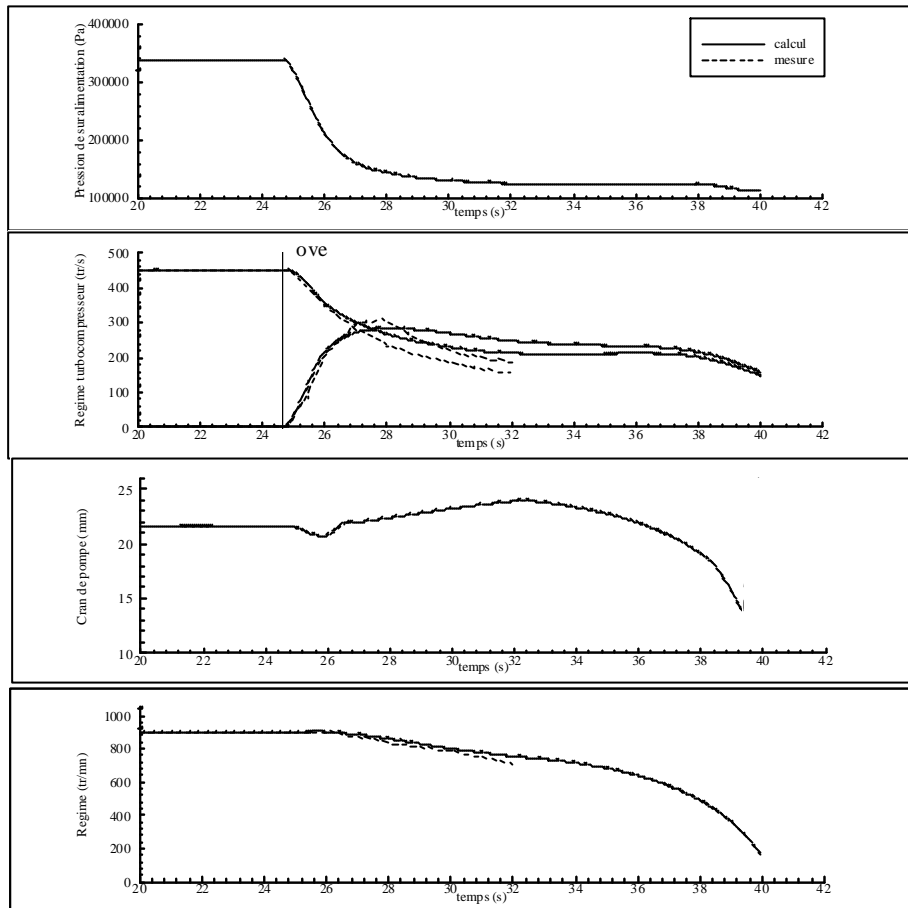 400000
300000
200000
100000
Pression de suralimentation (Pa)
calcul
mesure
20 22 24 26 28 30 32 34 36 38 40 42
temps (s)
ove
500
400
300
200
100
0
Regime turbocompresseur (tr/s)
20 22 24 26 28 30 32 34 36 38 40 42
temps (s)
25
20
15
10
Cran de pompe (mm)
20 22 24 26 28 30 32 34 36 38 40 42
temps (s)
1000
800
600
400
200
0
Regime (tr/mn)
20 22 24 26 28 30 32 34 36 38 40 42
temps (s)